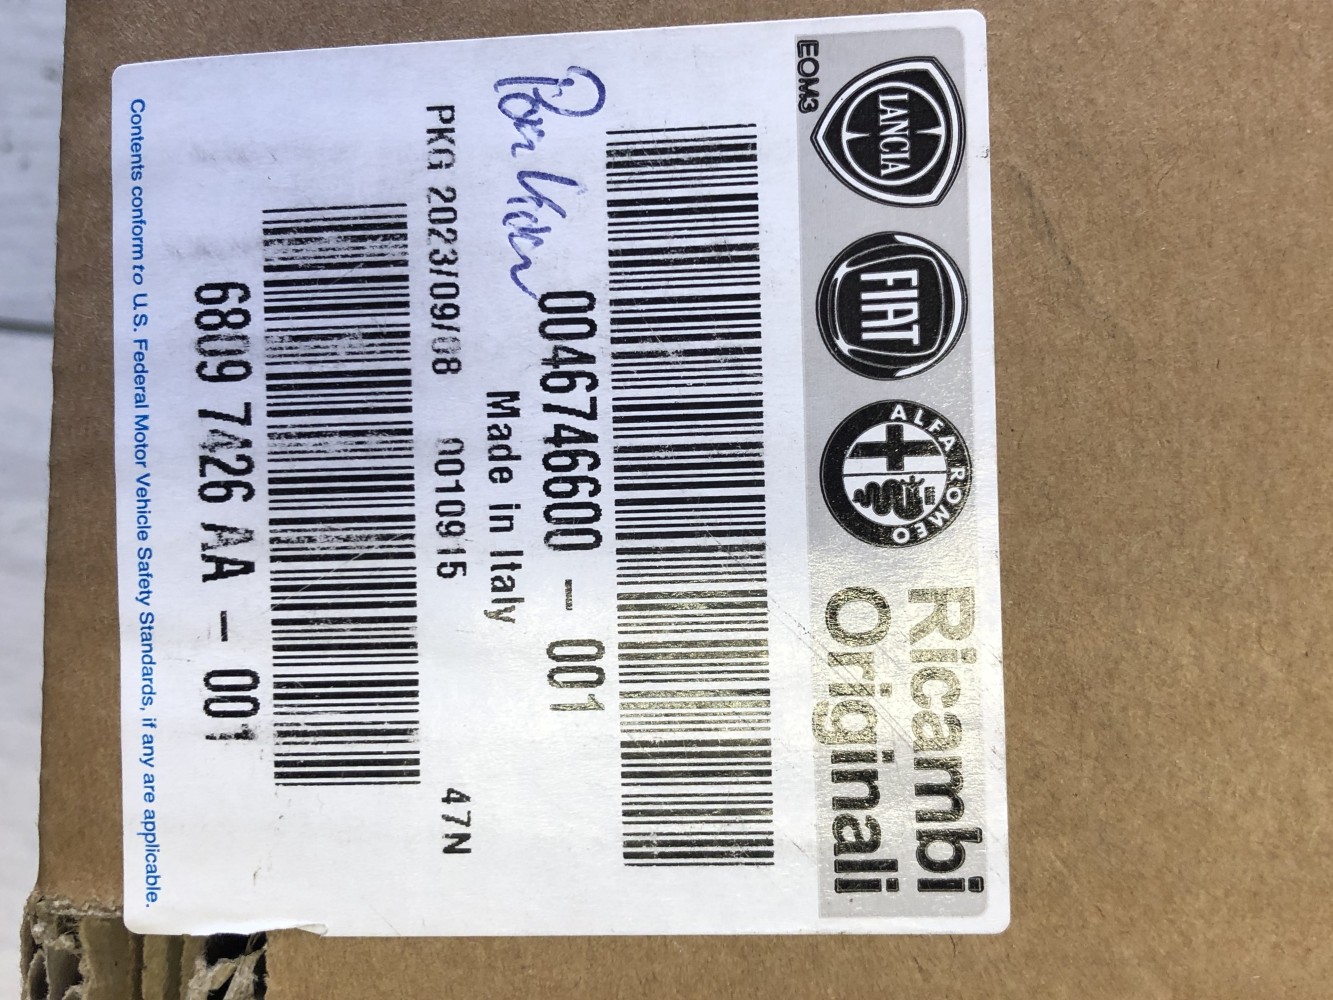 EOM3
LANCIA
FIAT
ALFA ROMEO
Ricambi
Originali
0046746600 - 001
Made in Italy
PKG 2023/09/08 0010915 47N
6809 7426 AA - 001
Contents conform to U.S. Federal Motor Vehicle Safety Standards, if any are applicable.